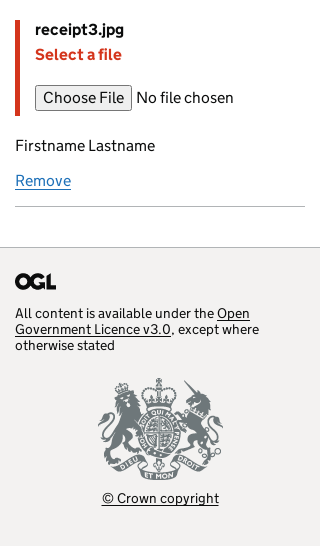 receipt3.jpg
Select a file
Choose File No file chosen
Firstname Lastname
Remove
OGL
All content is available under the Open
Government Licence v3.0, except where
otherwise stated
DIEU ET MON DROIT
© Crown copyright